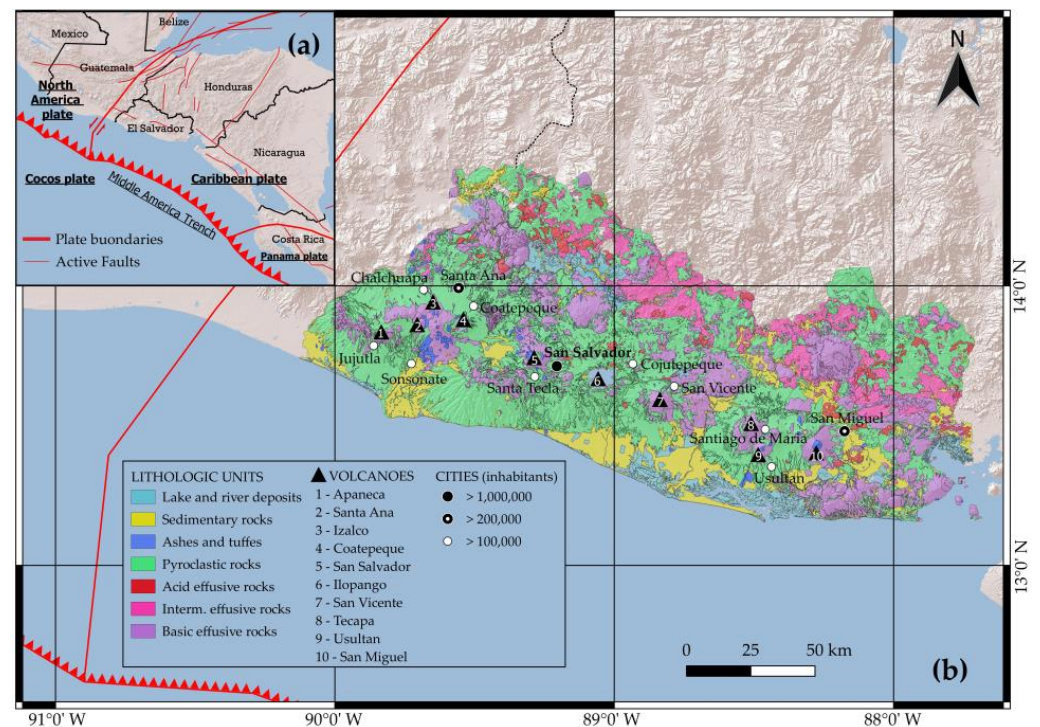 (a)
Belize
Mexico
Guatemala
Honduras
North
America
plate
El Salvador
Nicaragua
Cocos plate
Caribbean plate
Middle America Trench
Costa Rica
Panama plate
Plate buondaries
Active Faults
N
Chalchuapa
Santa Ana
Coatepeque
3
4
2
1
Jujutla
Sonsonate
5
San Salvador
Santa Tecla
6
Cojutepeque
San Vicente
7
8
San Miguel
Santiago de Maria
9
10
Usultan
14°0' N
13°0' N
LITHOLOGIC UNITS
Lake and river deposits
Sedimentary rocks
Ashes and tuffes
Pyroclastic rocks
Acid effusive rocks
Interm. effusive rocks
Basic effusive rocks
VOLCANOES
1 - Apaneca
2 - Santa Ana
3 - Izalco
4 - Coatepeque
5 - San Salvador
6 - Ilopango
7 - San Vicente
8 - Tecapa
9 - Usultan
10 - San Miguel
CITIES (inhabitants)
> 1,000,000
> 200,000
> 100,000
0 25 50 km
(b)
91°0' W 90°0' W 89°0' W 88°0' W